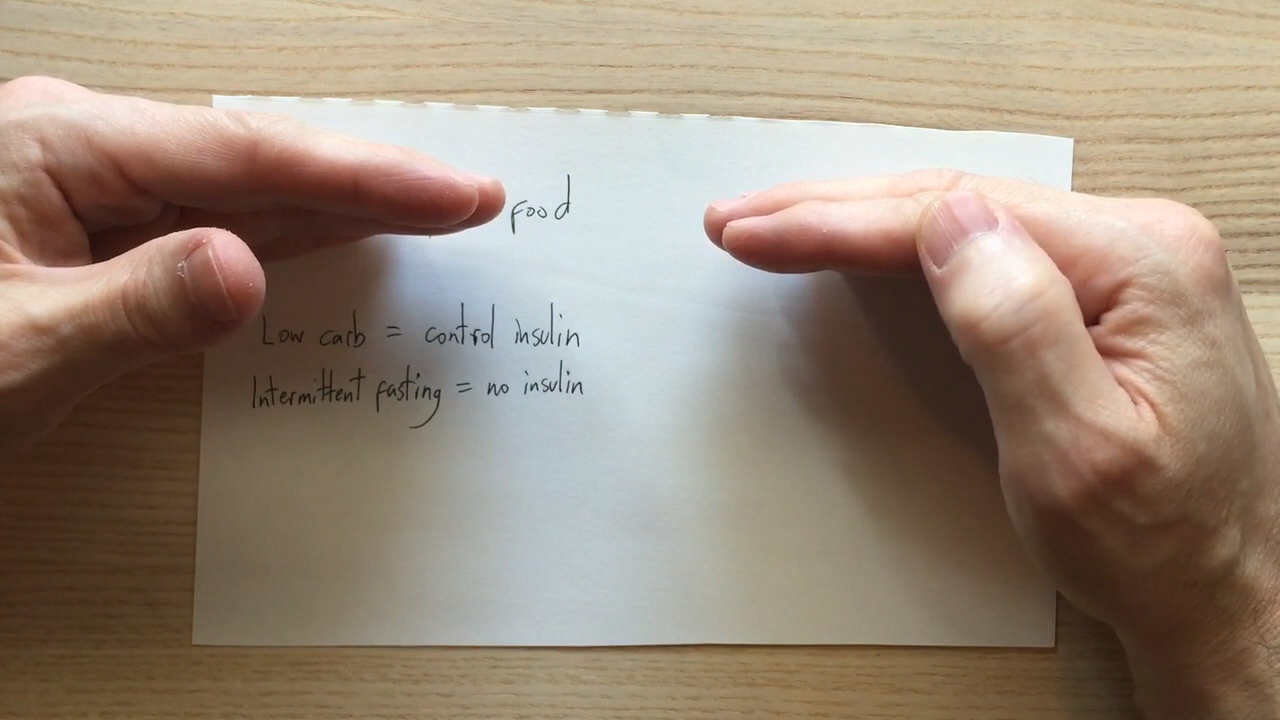 food
Low carb = control insulin
Intermittent fasting = no insulin